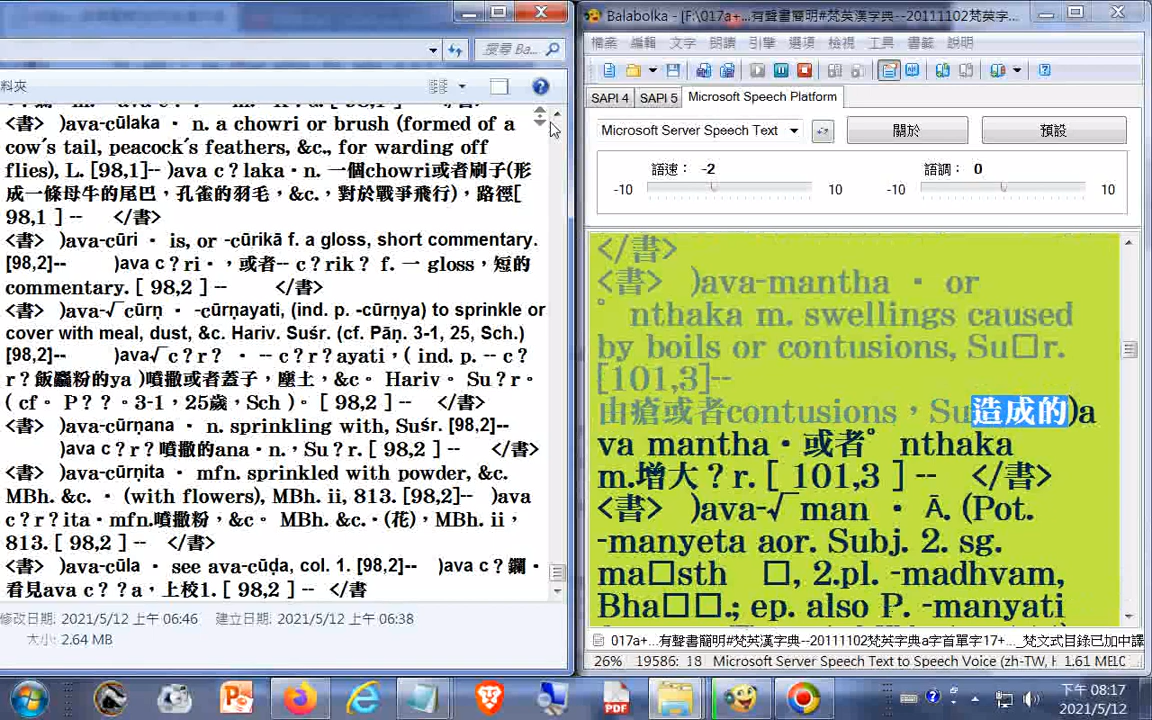 搜尋 Ba...
料夾
〈書〉 )ava-cūlaka ‧ n. a chowri or brush (formed of a
cow's tail, peacock's feathers, &c., for warding off
flies), L. [98,1]--)ava c?laka‧n. 一個chowri或者刷子(形
成一條母牛的尾巴，孔雀的羽毛，&c.，對於戰爭飛行)，路徑[
98,1 ] -- 〈/書〉
〈書〉 )ava-cūri ‧ is, or -cūrikā f. a gloss, short commentary.
[98,2]-- )ava c?ri‧，或者-- c?rik? f. 一 gloss，短的
commentary. [ 98,2 ] -- 〈/書〉
〈書〉 )ava-√cūrṇ ‧ -cūrṇayati, (ind. p. -cūrṇya) to sprinkle or
cover with meal, dust, &c. Hariv. Suśr. (cf. Pāṇ. 3-1, 25, Sch.)
[98,2]-- )ava√c?r? ‧ -- c?r?ayati，( ind. p. -- c?
r?飯麤粉的ya )噴撒或者蓋子，塵土，&c。 Hariv。 Su?r。
( cf。 P??。3-1，25歲，Sch )。 [ 98,2 ] -- 〈/書〉
〈書〉 )ava-cūrṇana ‧ n. sprinkling with, Suśr. [98,2]--
)ava c?r?噴撒的ana‧n.，Su?r. [ 98,2 ] -- 〈/書〉
〈書〉 )ava-cūrṇita ‧ mfn. sprinkled with powder, &c.
MBh. &c. ‧ (with flowers), MBh. ii, 813. [98,2]-- )ava
c?r?ita‧mfn.噴撒粉，&c。 MBh. &c.‧(花)，MBh. ii，
813. [ 98,2 ] -- 〈/書〉
〈書〉 )ava-cūla ‧ see ava-cūḍa, col. 1. [98,2]-- )ava c?鑭‧
看見ava c??a，上校1. [ 98,2 ] -- 〈/書
修改日期: 2021/5/12 上午 06:46 建立日期: 2021/5/12 上午 06:38
大小: 2.64 MB
Balabolka - [F:\017a+...有聲書簡明#梵英漢字典--20111102梵英字...
檔案 編輯 文字 朗讀 引擎 選項 檢視 工具 書籤 說明
SAPI 4 SAPI 5 Microsoft Speech Platform
Microsoft Server Speech Text 關於 預設
語速: -2 語調: 0
-10 10 -10 10
〈/書〉
〈書〉 )ava-mantha ‧ or
° nthaka m. swellings caused
by boils or contusions, Su□r.
[101,3]--
由瘡或者contusions，Su造成的)a
va mantha‧或者° nthaka
m.增大?r. [ 101,3 ] -- 〈/書〉
〈書〉 )ava-√man ‧ Ā. (Pot.
-manyeta aor. Subj. 2. sg.
ma□sth □, 2.pl. -madhvam,
Bha□□.; ep. also P. -manyati
017a+...有聲書簡明#梵英漢字典--20111102梵英字典a字首單字17+..._梵文式目錄已加中譯
26% 19586: 18 Microsoft Server Speech Text to Speech Voice (zh-TW, H 1.61 MELC
下午 08:17
2021/5/12